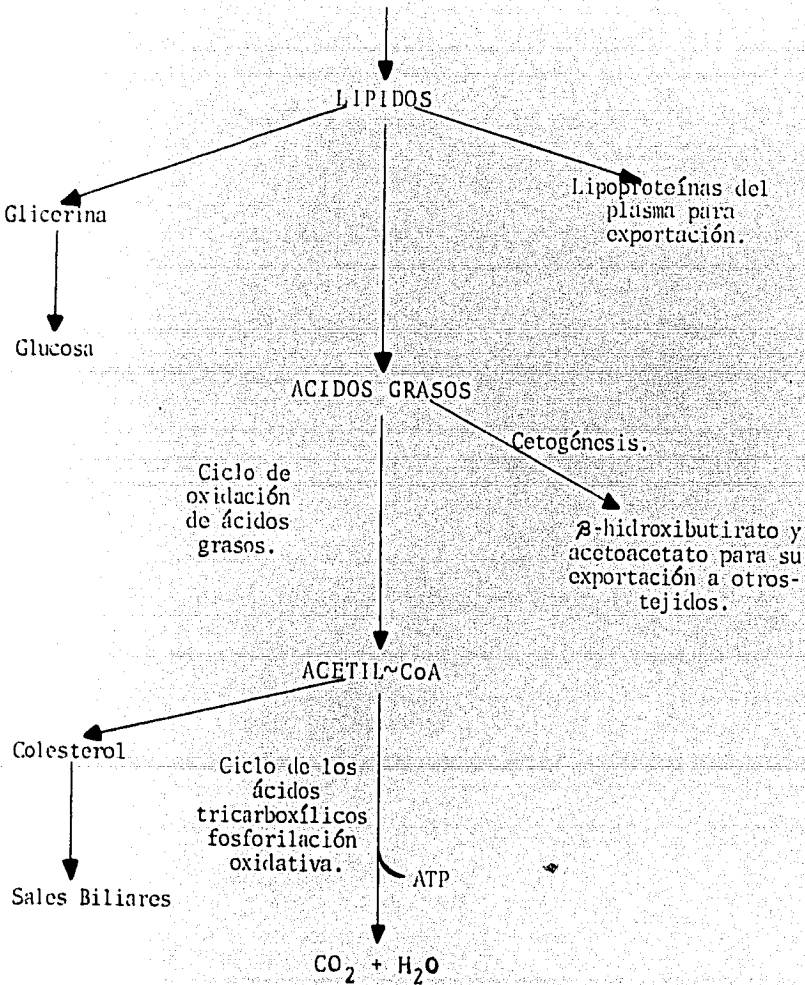 LIPIDOS
Glicerina
Lipoproteínas del
plasma para
exportación.
Glucosa
ACIDOS GRASOS
Cetogénesis.
Ciclo de
oxidación
de ácidos
grasos.
β-hidroxibutirato y
acetoacetato para su
exportación a otros-
tejidos.
ACETIL~CoA
Colesterol
Ciclo de los
ácidos
tricarboxílicos
fosforilación
oxidativa.
ATP
Sales Biliares
CO₂ + H₂O